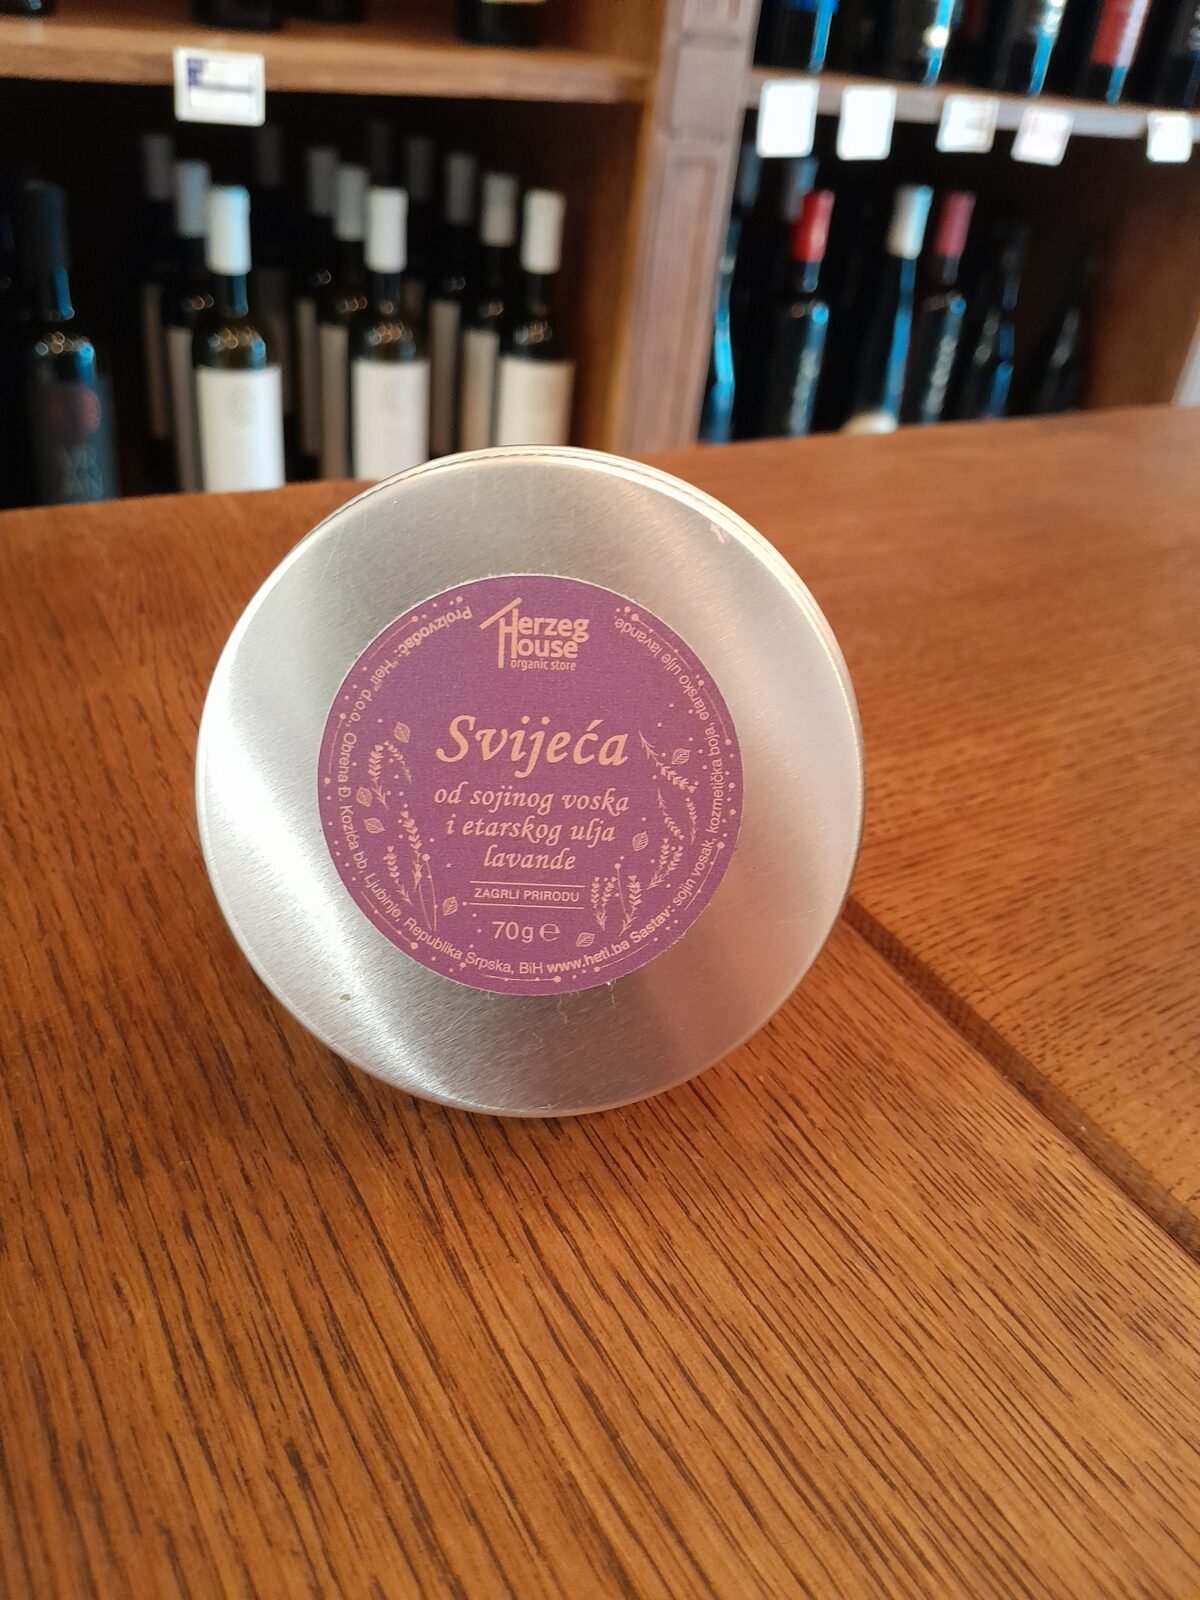 Herzeg
House
organic store
Svijeća
od sojinog voska
i etarskog ulja
lavande
ZAGRLI PRIRODU
70g ℮
Proizvođač: "Heti" d.o.o., Obrena Đ. Kozića bb, Ljubinje, Republika Srpska, BiH www.heti.ba Sastav: sojin vosak, kozmetička boja, etarsko ulje lavande.